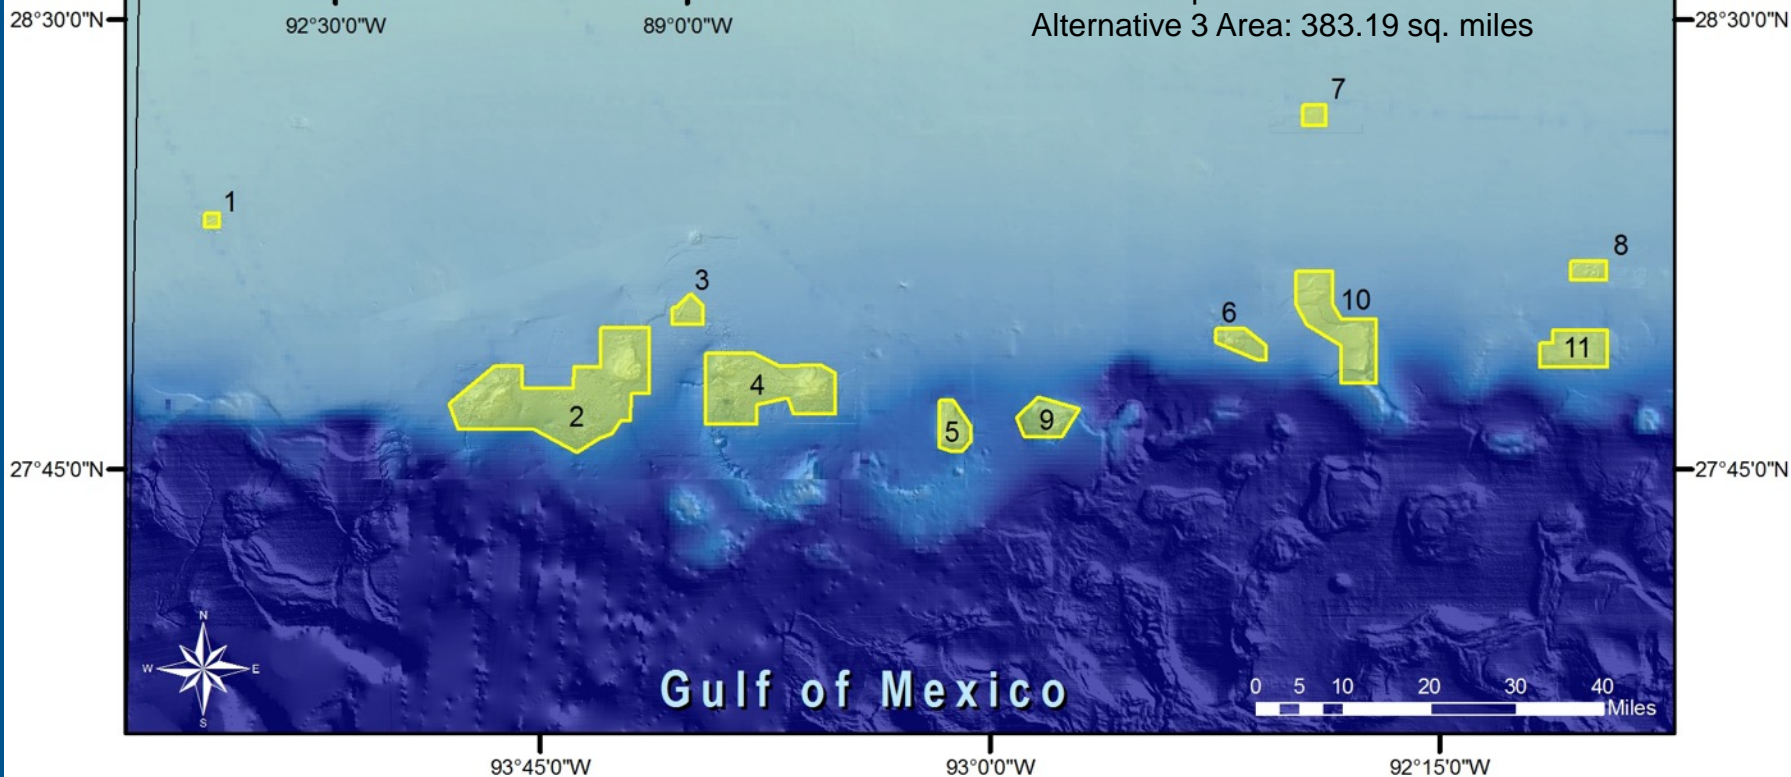 28°30'0"N
92°30'0"W
89°0'0"W
Alternative 3 Area: 383.19 sq. miles
28°30'0"N
7
1
8
3
10
6
11
4
2
9
5
27°45'0"N
27°45'0"N
N
W
E
S
Gulf of Mexico
0 5 10 20 30 40
Miles
93°45'0"W
93°0'0"W
92°15'0"W